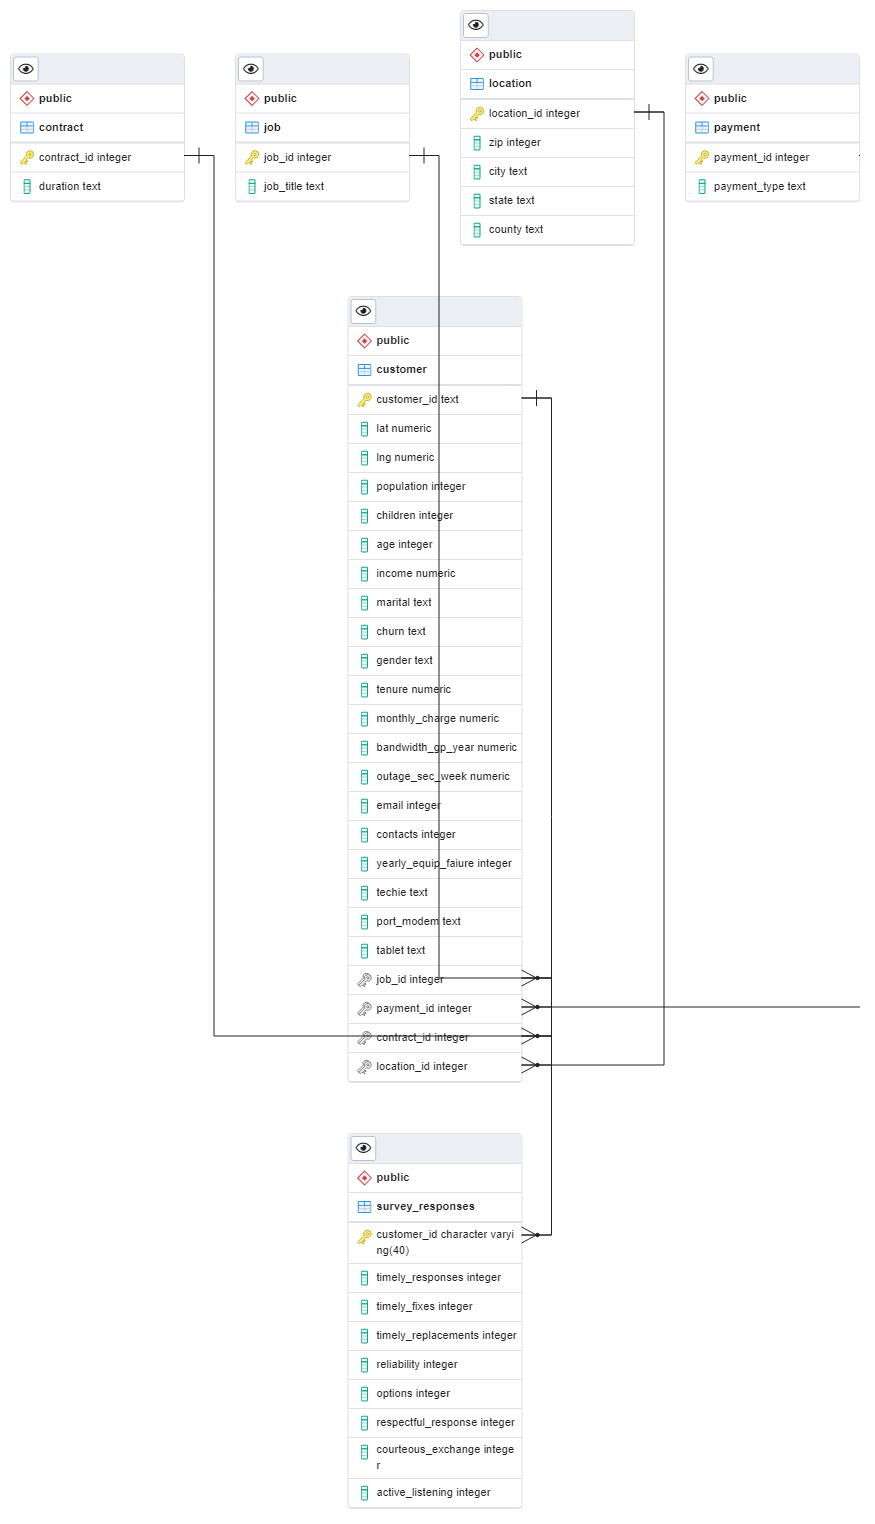 public
contract
contract_id integer
duration text
public
job
job_id integer
job_title text
public
location
location_id integer
zip integer
city text
state text
county text
public
payment
payment_id integer
payment_type text
public
customer
customer_id text
lat numeric
lng numeric
population integer
children integer
age integer
income numeric
marital text
churn text
gender text
tenure numeric
monthly_charge numeric
bandwidth_gp_year numeric
outage_sec_week numeric
email integer
contacts integer
yearly_equip_faiure integer
techie text
port_modem text
tablet text
job_id integer
payment_id integer
contract_id integer
location_id integer
public
survey_responses
customer_id character varyi
ng(40)
timely_responses integer
timely_fixes integer
timely_replacements integer
reliability integer
options integer
respectful_response integer
courteous_exchange intege
r
active_listening integer